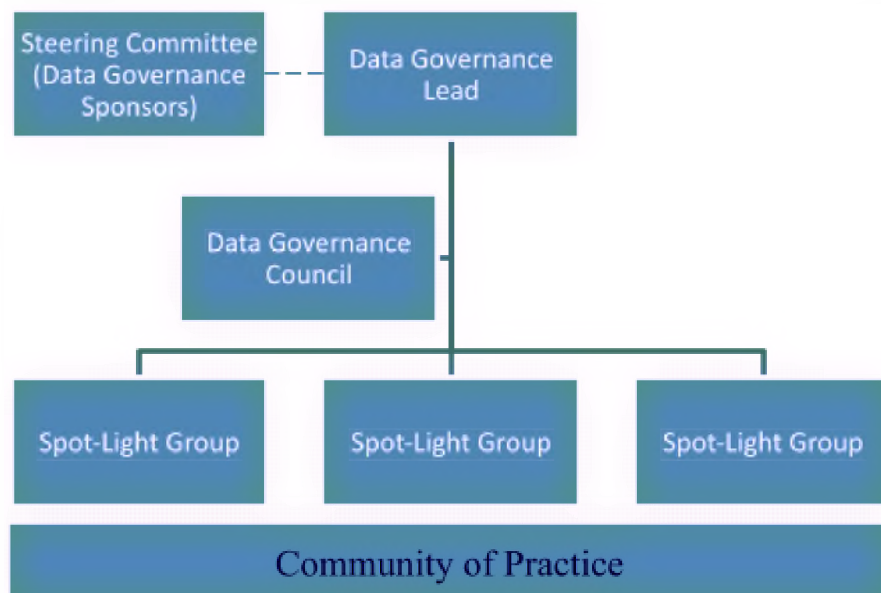 Steering Committee
(Data Governance
Sponsors)
Data Governance
Lead
Data Governance
Council
Spot-Light Group
Spot-Light Group
Spot-Light Group
Community of Practice